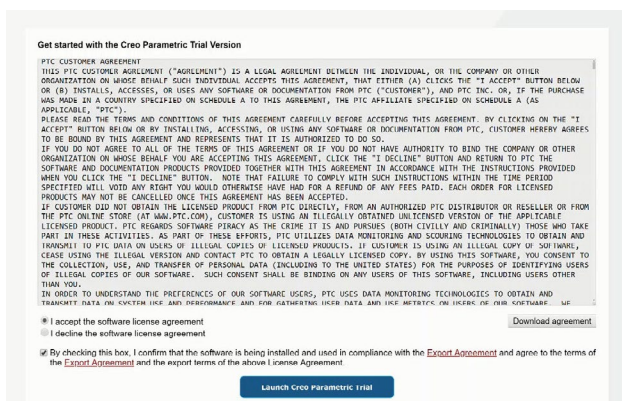 Get started with the Creo Parametric Trial Version
PTC CUSTOMER AGREEMENT
THIS PTC CUSTOMER AGREEMENT ("AGREEMENT") IS A LEGAL AGREEMENT BETWEEN THE INDIVIDUAL, OR THE COMPANY OR OTHER
ORGANIZATION ON WHOSE BEHALF SUCH INDIVIDUAL ACCEPTS THIS AGREEMENT, THAT EITHER (A) CLICKS THE "I ACCEPT" BUTTON BELOW
OR (B) INSTALLS, ACCESSES, OR USES ANY SOFTWARE OR DOCUMENTATION FROM PTC ("CUSTOMER"), AND PTC INC. OR, IF THE PURCHASE
WAS MADE IN A COUNTRY SPECIFIED ON SCHEDULE A TO THIS AGREEMENT, THE PTC AFFILIATE SPECIFIED ON SCHEDULE A (AS
APPLICABLE, "PTC").
PLEASE READ THE TERMS AND CONDITIONS OF THIS AGREEMENT CAREFULLY BEFORE ACCEPTING THIS AGREEMENT. BY CLICKING ON THE "I
ACCEPT" BUTTON BELOW OR BY INSTALLING, ACCESSING, OR USING ANY SOFTWARE OR DOCUMENTATION FROM PTC, CUSTOMER HEREBY AGREES
TO BE BOUND BY THIS AGREEMENT AND REPRESENTS THAT IT IS AUTHORIZED TO DO SO.
IF YOU DO NOT AGREE TO ALL OF THE TERMS OF THIS AGREEMENT OR IF YOU DO NOT HAVE AUTHORITY TO BIND THE COMPANY OR OTHER
ORGANIZATION ON WHOSE BEHALF YOU ARE ACCEPTING THIS AGREEMENT, CLICK THE "I DECLINE" BUTTON AND RETURN TO PTC THE
SOFTWARE AND DOCUMENTATION PRODUCTS PROVIDED TOGETHER WITH THIS AGREEMENT IN ACCORDANCE WITH THE INSTRUCTIONS PROVIDED
WHEN YOU CLICK THE "I DECLINE" BUTTON. NOTE THAT FAILURE TO COMPLY WITH SUCH INSTRUCTIONS WITHIN THE TIME PERIOD
SPECIFIED WILL VOID ANY RIGHT YOU WOULD OTHERWISE HAVE HAD FOR A REFUND OF ANY FEES PAID. EACH ORDER FOR LICENSED
PRODUCTS MAY NOT BE CANCELLED ONCE THIS AGREEMENT HAS BEEN ACCEPTED.
IF CUSTOMER DID NOT OBTAIN THE LICENSED PRODUCT FROM PTC DIRECTLY, FROM AN AUTHORIZED PTC DISTRIBUTOR OR RESELLER OR FROM
THE PTC ONLINE STORE (AT WWW.PTC.COM), CUSTOMER IS USING AN ILLEGALLY OBTAINED UNLICENSED VERSION OF THE APPLICABLE
LICENSED PRODUCT. PTC REGARDS SOFTWARE PIRACY AS THE CRIME IT IS AND PURSUES (BOTH CIVILLY AND CRIMINALLY) THOSE WHO TAKE
PART IN THESE ACTIVITIES. AS PART OF THESE EFFORTS, PTC UTILIZES DATA MONITORING AND SCOURING TECHNOLOGIES TO OBTAIN AND
TRANSMIT TO PTC DATA ON USERS OF ILLEGAL COPIES OF LICENSED PRODUCTS. IF CUSTOMER IS USING AN ILLEGAL COPY OF SOFTWARE,
CEASE USING THE ILLEGAL VERSION AND CONTACT PTC TO OBTAIN A LEGALLY LICENSED COPY. BY USING THIS SOFTWARE, YOU CONSENT TO
THE COLLECTION, USE, AND TRANSFER OF PERSONAL DATA (INCLUDING TO THE UNITED STATES) FOR THE PURPOSES OF IDENTIFYING USERS
OF ILLEGAL COPIES OF OUR SOFTWARE. SUCH CONSENT SHALL BE BINDING ON ANY USERS OF THIS SOFTWARE, INCLUDING USERS OTHER
THAN YOU.
IN ORDER TO UNDERSTAND THE PREFERENCES OF OUR SOFTWARE USERS, PTC USES DATA MONITORING TECHNOLOGIES TO OBTAIN AND
TRANSMIT DATA ON SYSTEM USE AND PERFORMANCE AND FOR GATHERING USER DATA AND USE METRICS ON USERS OF OUR SOFTWARE. WE
I accept the software license agreement
Download agreement
I decline the software license agreement
By checking this box, I confirm that the software is being installed and used in compliance with the Export Agreement and agree to the terms of
the Export Agreement and the export terms of the above License Agreement
Launch Creo Parametric Trial